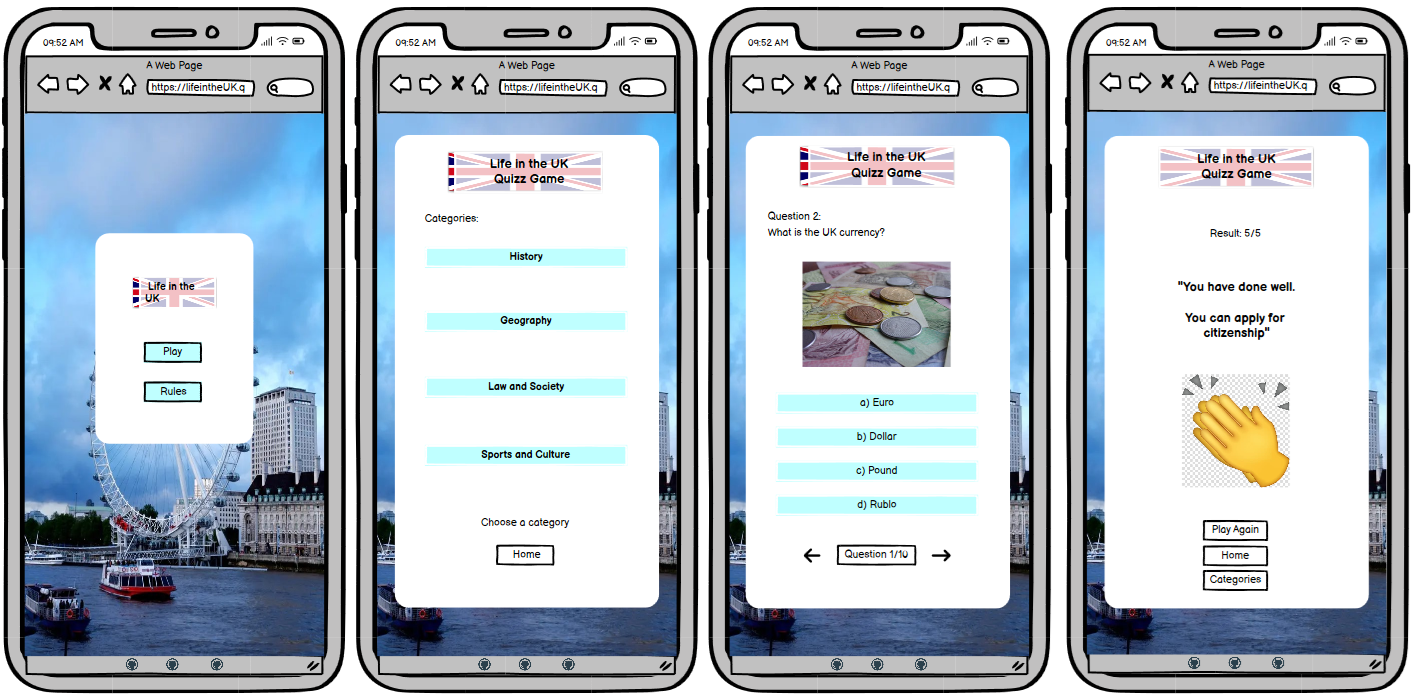 09:52 AM
A Web Page
https://lifeintheUK.q
Life in the
UK
Play
Rules
09:52 AM
A Web Page
https://lifeintheUK.q
Life in the UK
Quizz Game
Categories:
History
Geography
Law and Society
Sports and Culture
Choose a category
Home
09:52 AM
A Web Page
https://lifeintheUK.q
Life in the UK
Quizz Game
Question 2:
What is the UK currency?
a) Euro
b) Dollar
c) Pound
d) Rublo
Question 1/10
09:52 AM
A Web Page
https://lifeintheUK.q
Life in the UK
Quizz Game
Result: 5/5
"You have done well.
You can apply for
citizenship"
Play Again
Home
Categories